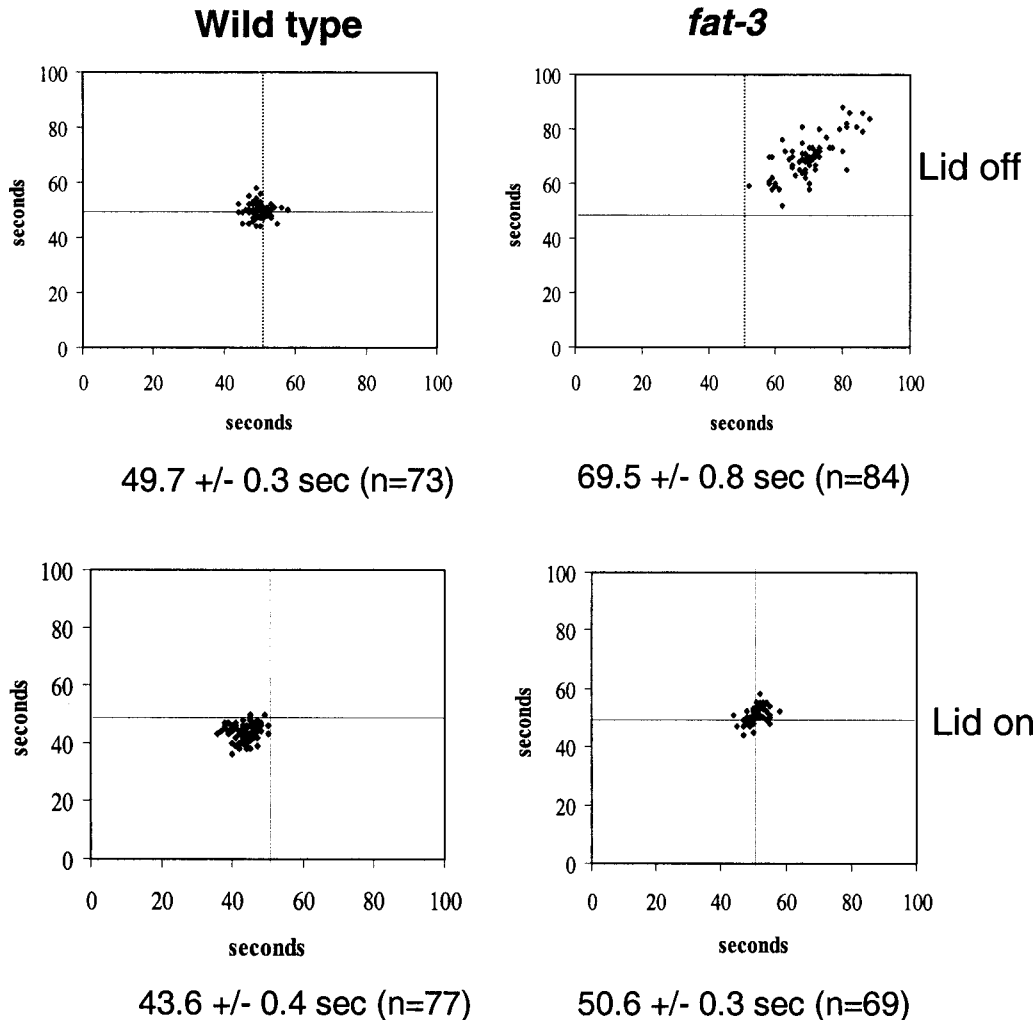 Wild type
fat-3
100
80
60
40
20
0
seconds
0 20 40 60 80 100
seconds
100
80
60
40
20
0
seconds
0 20 40 60 80 100
seconds
Lid off
49.7 +/- 0.3 sec (n=73)
69.5 +/- 0.8 sec (n=84)
100
80
60
40
20
0
seconds
0 20 40 60 80 100
seconds
100
80
60
40
20
0
seconds
0 20 40 60 80 100
seconds
Lid on
43.6 +/- 0.4 sec (n=77)
50.6 +/- 0.3 sec (n=69)